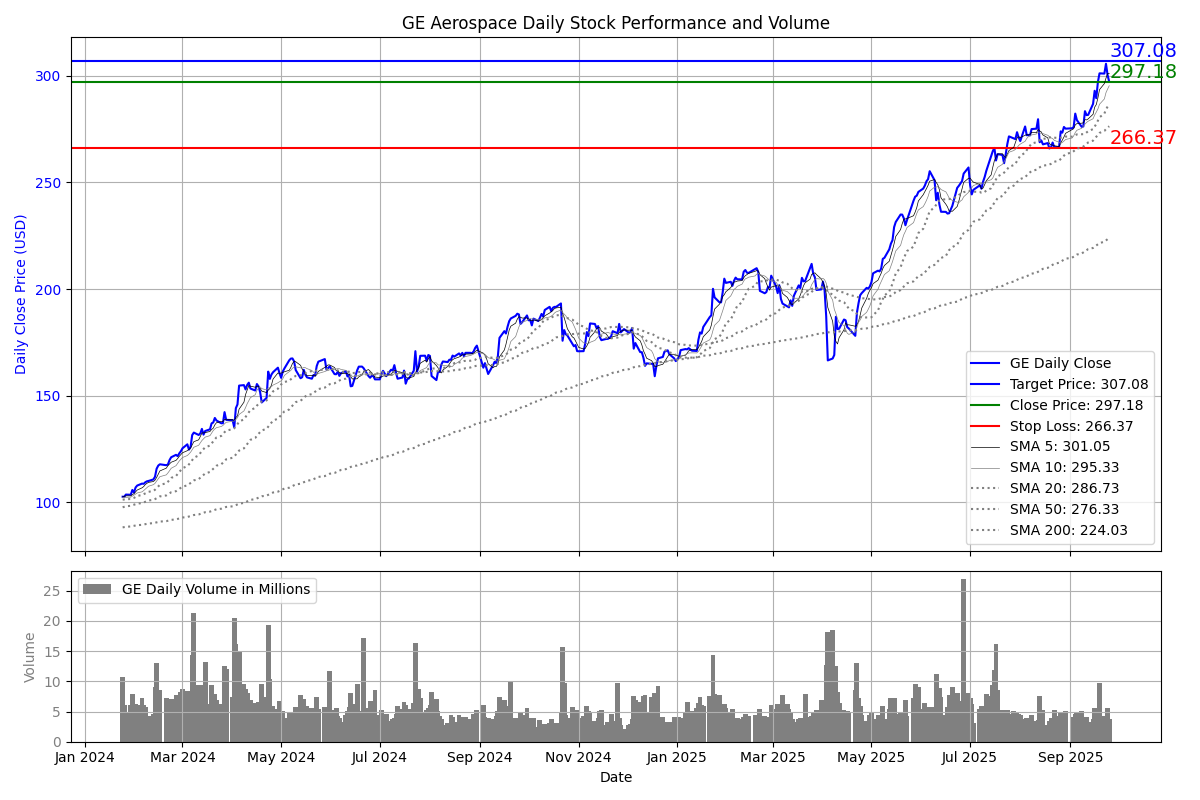 GE Aerospace Daily Stock Performance and Volume
307.08
297.18
266.37
300
250
200
150
100
Daily Close Price (USD)
GE Daily Close
Target Price: 307.08
Close Price: 297.18
Stop Loss: 266.37
SMA 5: 301.05
SMA 10: 295.33
SMA 20: 286.73
SMA 50: 276.33
SMA 200: 224.03
GE Daily Volume in Millions
25
20
15
10
5
0
Volume
Jan 2024 Mar 2024 May 2024 Jul 2024 Sep 2024 Nov 2024 Jan 2025 Mar 2025 May 2025 Jul 2025 Sep 2025
Date